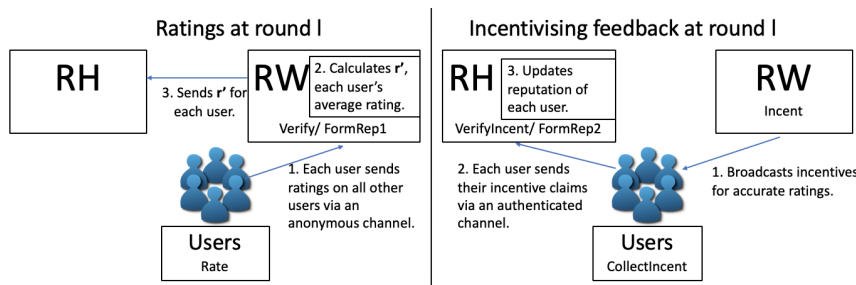 Ratings at round l
RH
RW
2. Calculates r’,
each user’s
average rating.
3. Sends r’ for
each user.
Verify/ FormRep1
1. Each user sends
ratings on all other
users via an
anonymous channel.
Users
Rate
Incentivising feedback at round l
RH
3. Updates
reputation of
each user.
VerifyIncent/ FormRep2
RW
Incent
2. Each user sends
their incentive claims
via an authenticated
channel.
1. Broadcasts incentives
for accurate ratings.
Users
CollectIncent